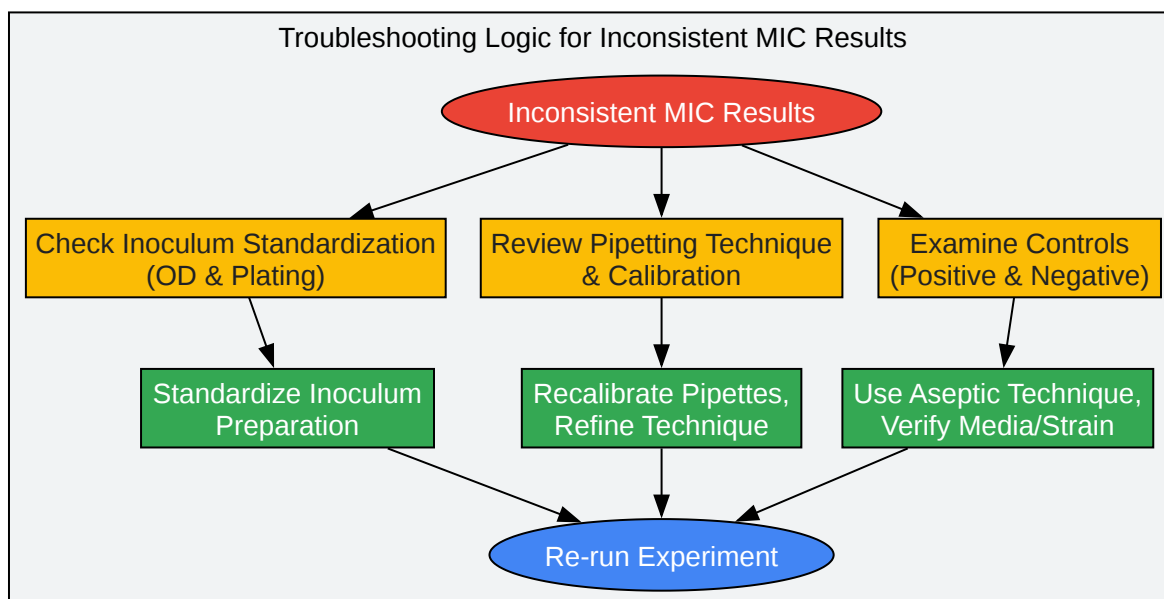 Troubleshooting Logic for Inconsistent MIC Results
Inconsistent MIC Results
Check Inoculum Standardization
(OD & Plating)
Review Pipetting Technique
& Calibration
Examine Controls
(Positive & Negative)
Standardize Inoculum
Preparation
Recalibrate Pipettes,
Refine Technique
Use Aseptic Technique,
Verify Media/Strain
Re-run Experiment